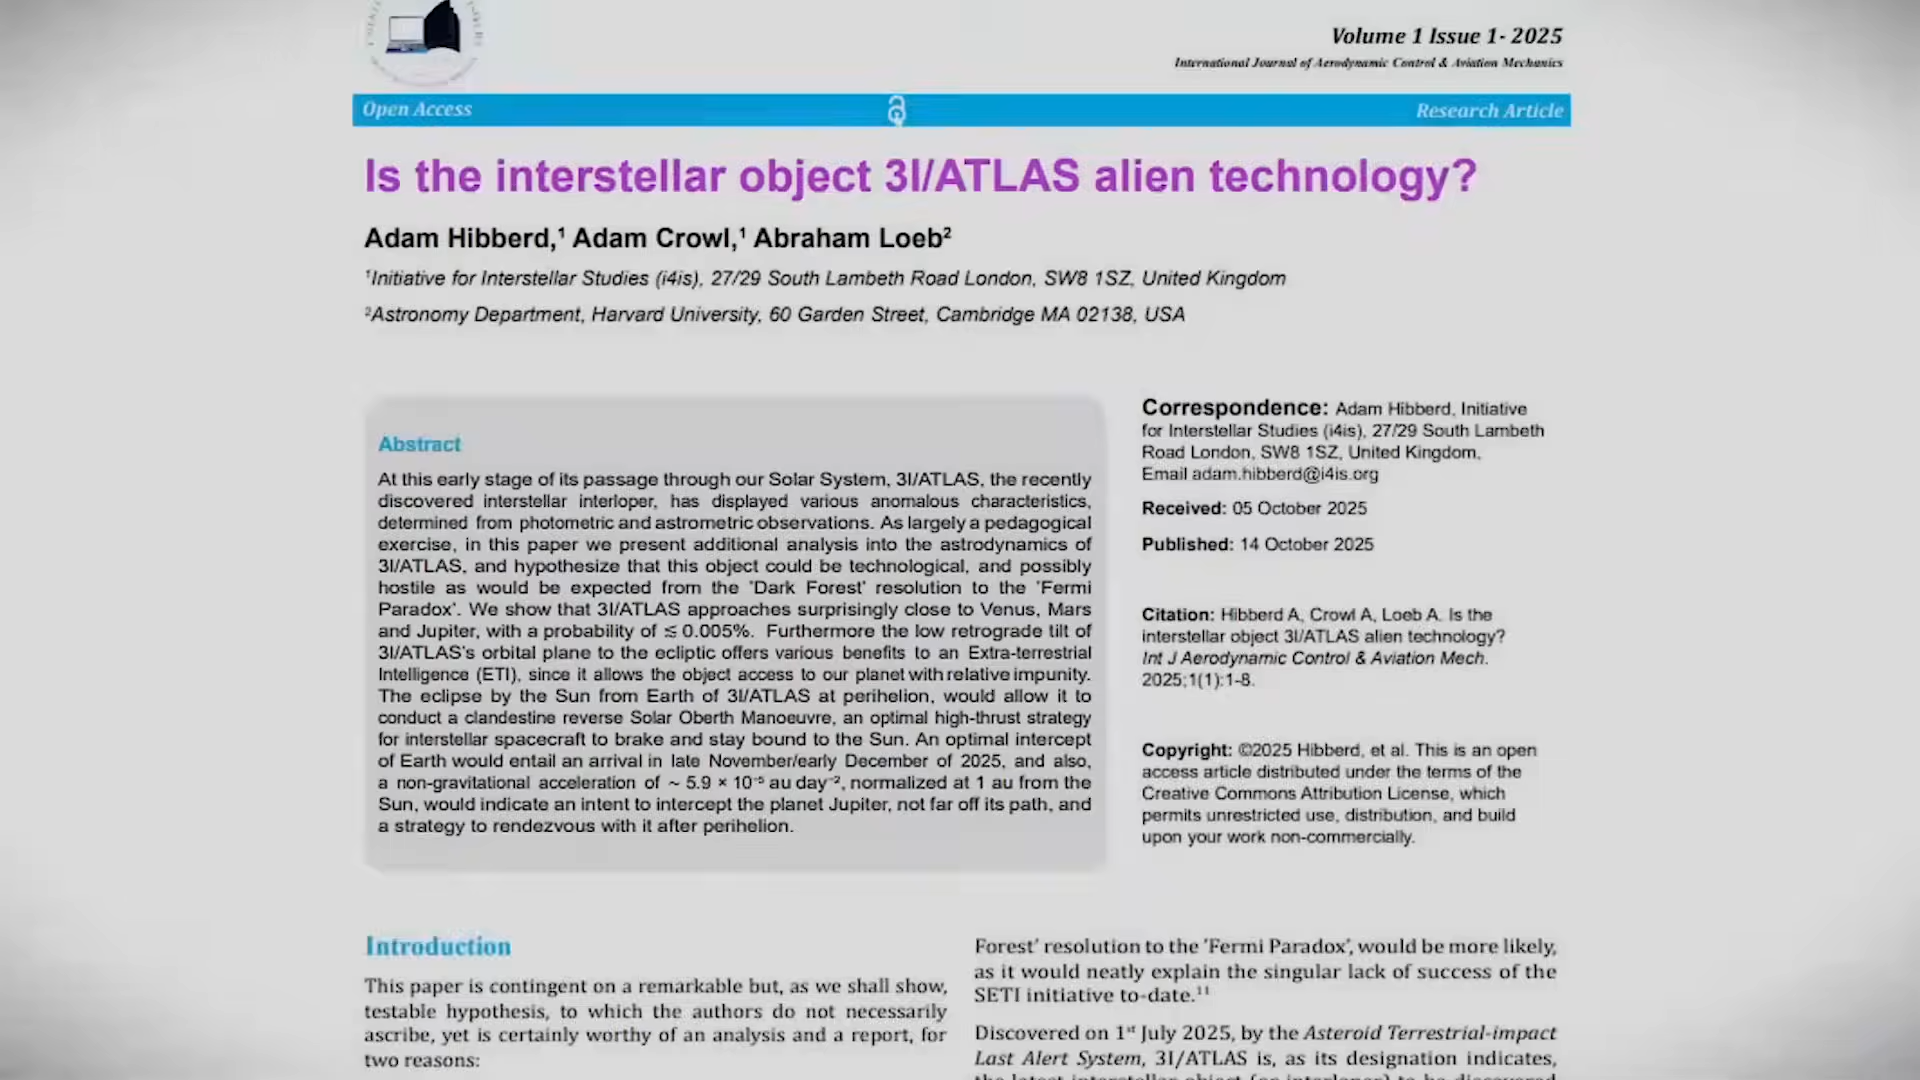 Volume 1 Issue 1- 2025
International Journal of Aerodynamic Control & Aviation Mechanics
Open Access
Research Article
Is the interstellar object 3I/ATLAS alien technology?
Adam Hibberd,¹ Adam Crowl,¹ Abraham Loeb²
¹Initiative for Interstellar Studies (i4is), 27/29 South Lambeth Road London, SW8 1SZ, United Kingdom
²Astronomy Department, Harvard University, 60 Garden Street, Cambridge MA 02138, USA
Abstract
At this early stage of its passage through our Solar System, 3I/ATLAS, the recently
discovered interstellar interloper, has displayed various anomalous characteristics,
determined from photometric and astrometric observations. As largely a pedagogical
exercise, in this paper we present additional analysis into the astrodynamics of
3I/ATLAS, and hypothesize that this object could be technological, and possibly
hostile as would be expected from the 'Dark Forest' resolution to the 'Fermi
Paradox'. We show that 3I/ATLAS approaches surprisingly close to Venus, Mars
and Jupiter, with a probability of ≤ 0.005%. Furthermore the low retrograde tilt of
3I/ATLAS's orbital plane to the ecliptic offers various benefits to an Extra-terrestrial
Intelligence (ETI), since it allows the object access to our planet with relative impunity.
The eclipse by the Sun from Earth of 3I/ATLAS at perihelion, would allow it to
conduct a clandestine reverse Solar Oberth Manoeuvre, an optimal high-thrust strategy
for interstellar spacecraft to brake and stay bound to the Sun. An optimal intercept
of Earth would entail an arrival in late November/early December of 2025, and also,
a non-gravitational acceleration of ~ 5.9 × 10⁻⁵ au day⁻², normalized at 1 au from the
Sun, would indicate an intent to intercept the planet Jupiter, not far off its path, and
a strategy to rendezvous with it after perihelion.
Correspondence: Adam Hibberd, Initiative
for Interstellar Studies (i4is), 27/29 South Lambeth
Road London, SW8 1SZ, United Kingdom,
Email adam.hibberd@i4is.org
Received: 05 October 2025
Published: 14 October 2025
Citation: Hibberd A, Crowl A, Loeb A. Is the
interstellar object 3I/ATLAS alien technology?
Int J Aerodynamic Control & Aviation Mech.
2025;1(1):1-8.
Copyright: ©2025 Hibberd, et al. This is an open
access article distributed under the terms of the
Creative Commons Attribution License, which
permits unrestricted use, distribution, and build
upon your work non-commercially.
Introduction
This paper is contingent on a remarkable but, as we shall show,
testable hypothesis, to which the authors do not necessarily
ascribe, yet is certainly worthy of an analysis and a report, for
two reasons:
Forest' resolution to the 'Fermi Paradox', would be more likely,
as it would neatly explain the singular lack of success of the
SETI initiative to-date.¹¹
Discovered on 1ˢᵗ July 2025, by the Asteroid Terrestrial-impact
Last Alert System, 3I/ATLAS is, as its designation indicates,
the latest interstellar object (or interloper) to be discovered